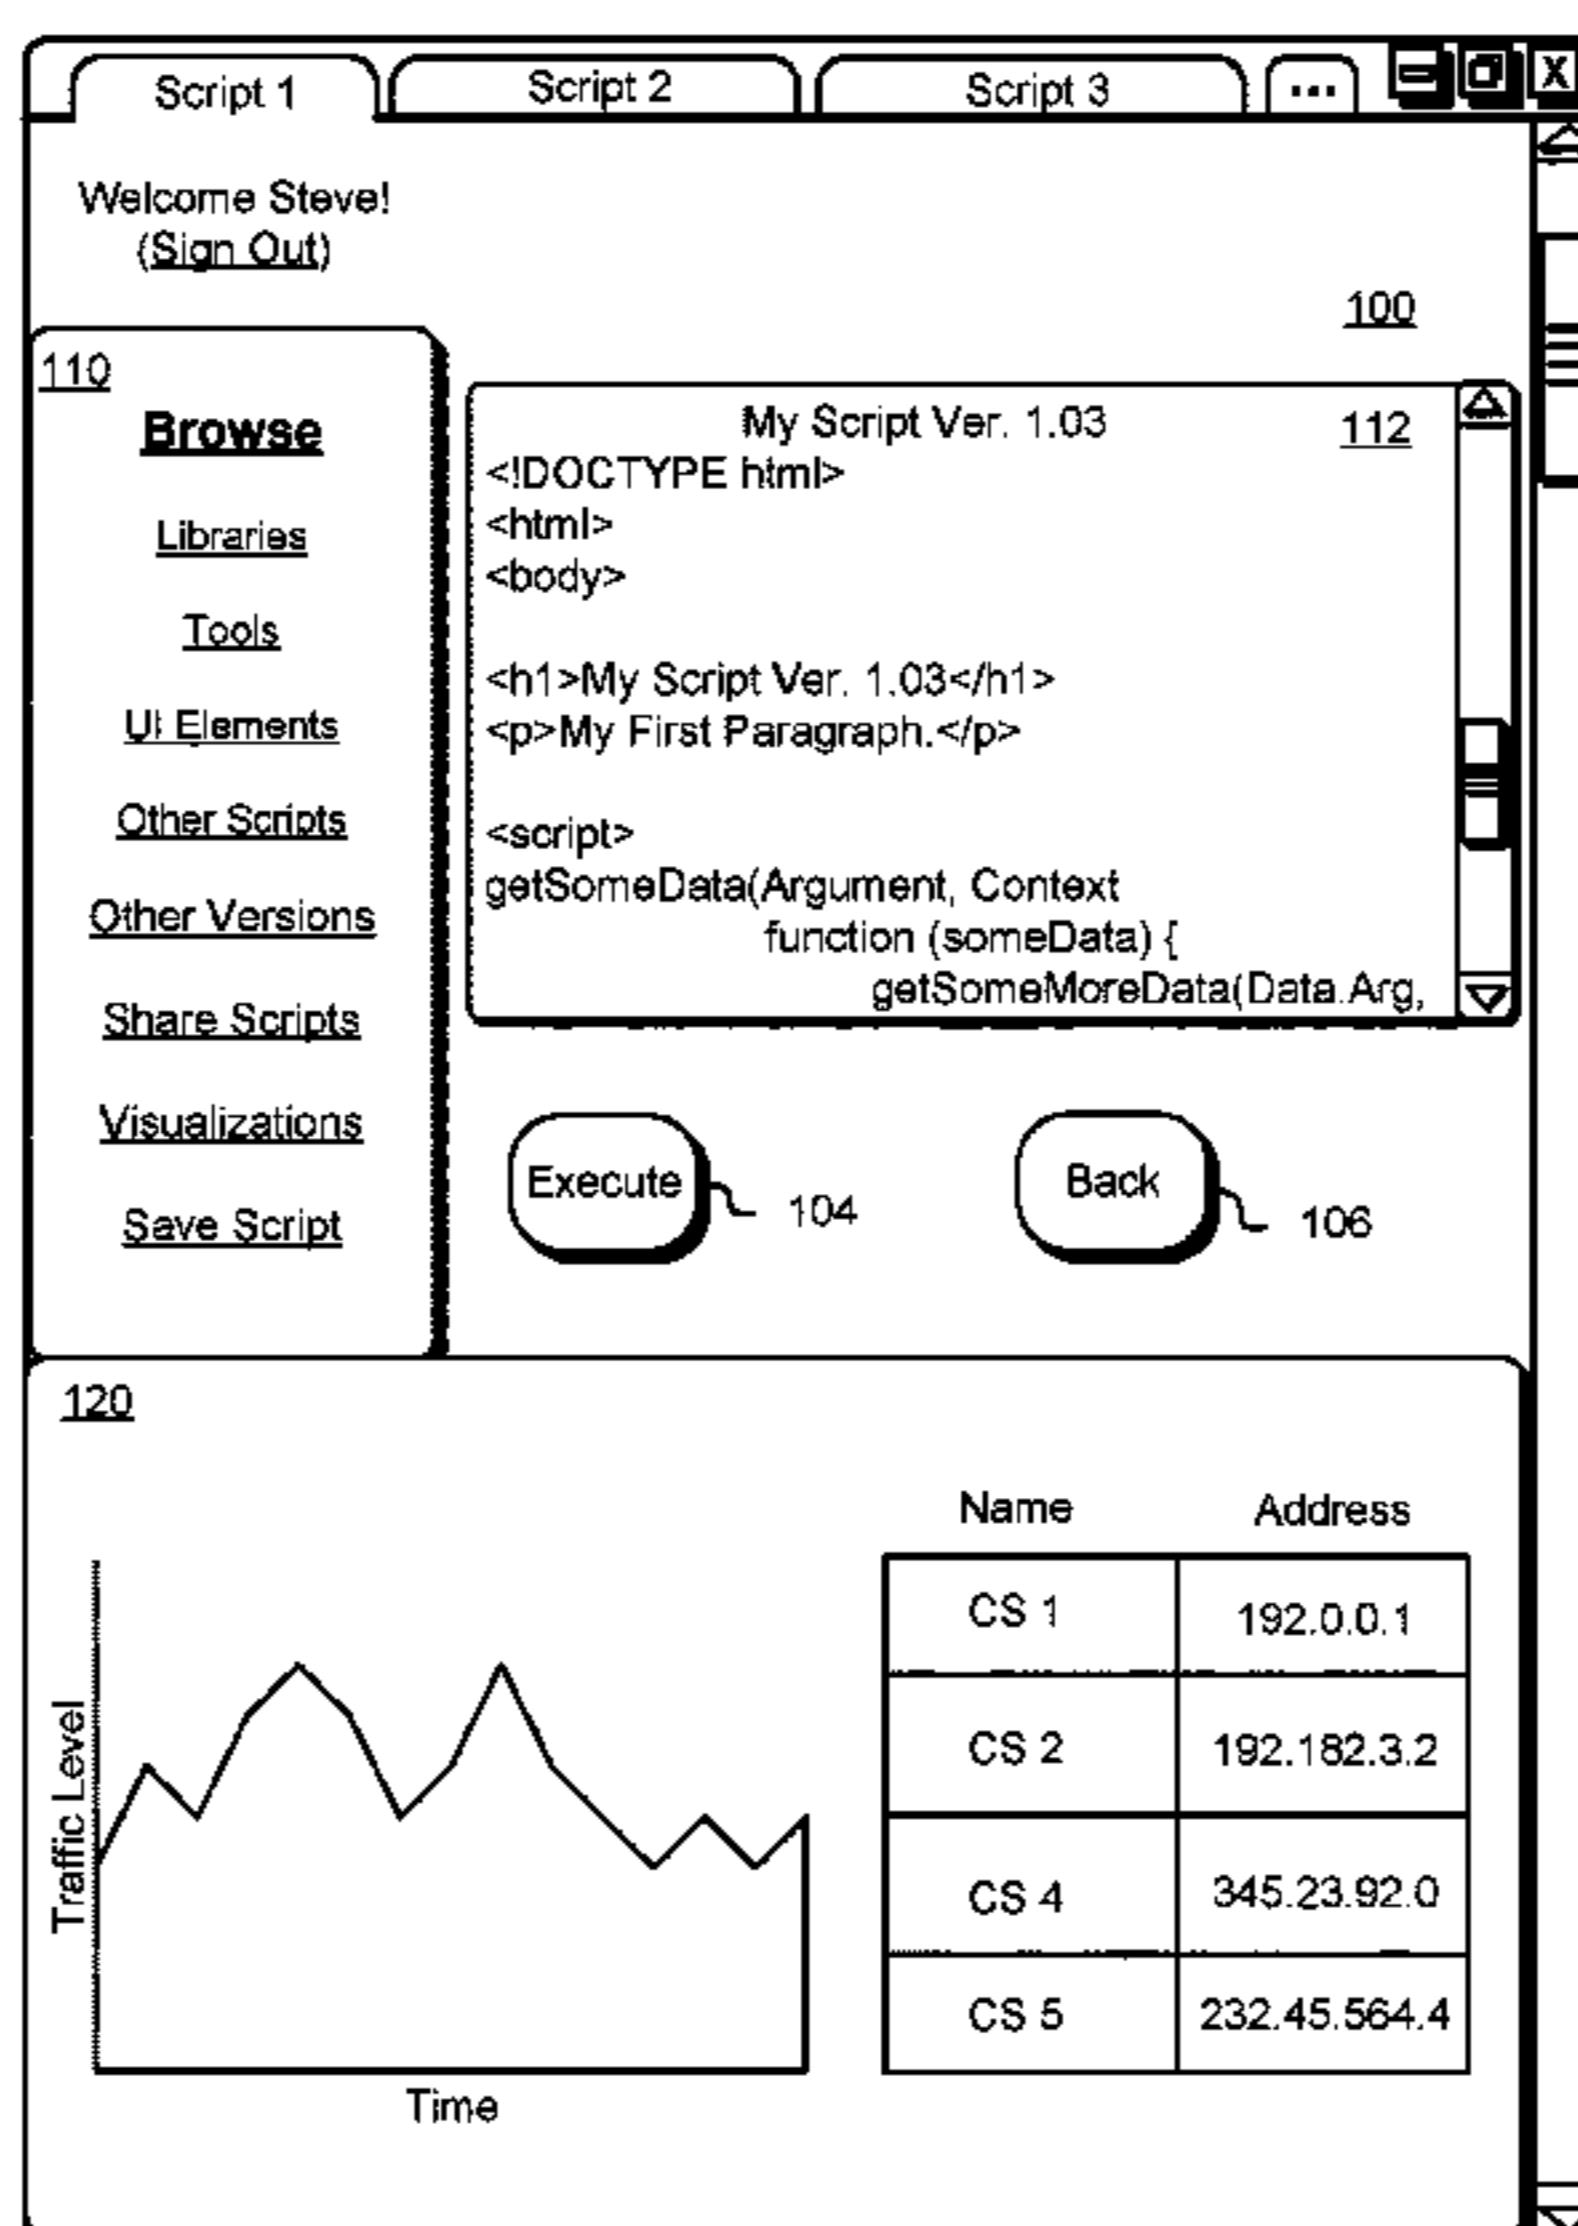 Script 1
Script 2
Script 3
...
X
Welcome Steve!
(Sign Out)
100
110
Browse
Libraries
Tools
UI Elements
Other Scripts
Other Versions
Share Scripts
Visualizations
Save Script
My Script Ver. 1.03
112
<!DOCTYPE html>
<html>
<body>
<h1>My Script Ver. 1.03</h1>
<p>My First Paragraph.</p>
<script>
getSomeData(Argument, Context
function (someData) {
getSomeMoreData(Data.Arg,
Execute
104
Back
106
120
Traffic Level
Time
Name Address
CS 1 192.0.0.1
CS 2 192.182.3.2
CS 4 345.23.92.0
CS 5 232.45.564.4